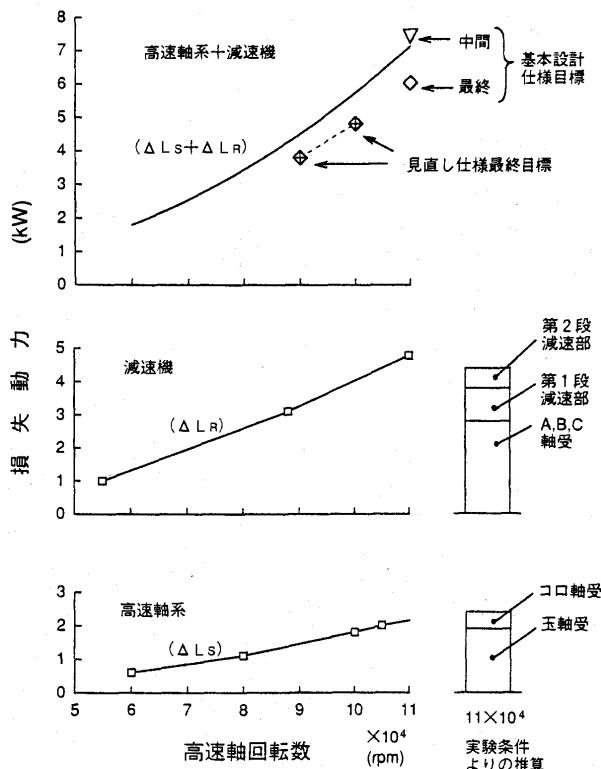 8
7
6
5
4
3
2
1
0
高速軸系+減速機
(ΔLS+ΔLR)
中間
最終
基本設計
仕様目標
見直し仕様最終目標
(kW)
損失動力
5
4
3
2
1
0
減速機
(ΔLR)
第2段
減速部
第1段
減速部
A,B,C
軸受
3
2
1
0
高速軸系
(ΔLS)
コロ軸受
玉軸受
5 6 7 8 9 10 11
×10⁴
高速軸回転数 (rpm)
11×10⁴
実験条件
よりの推算